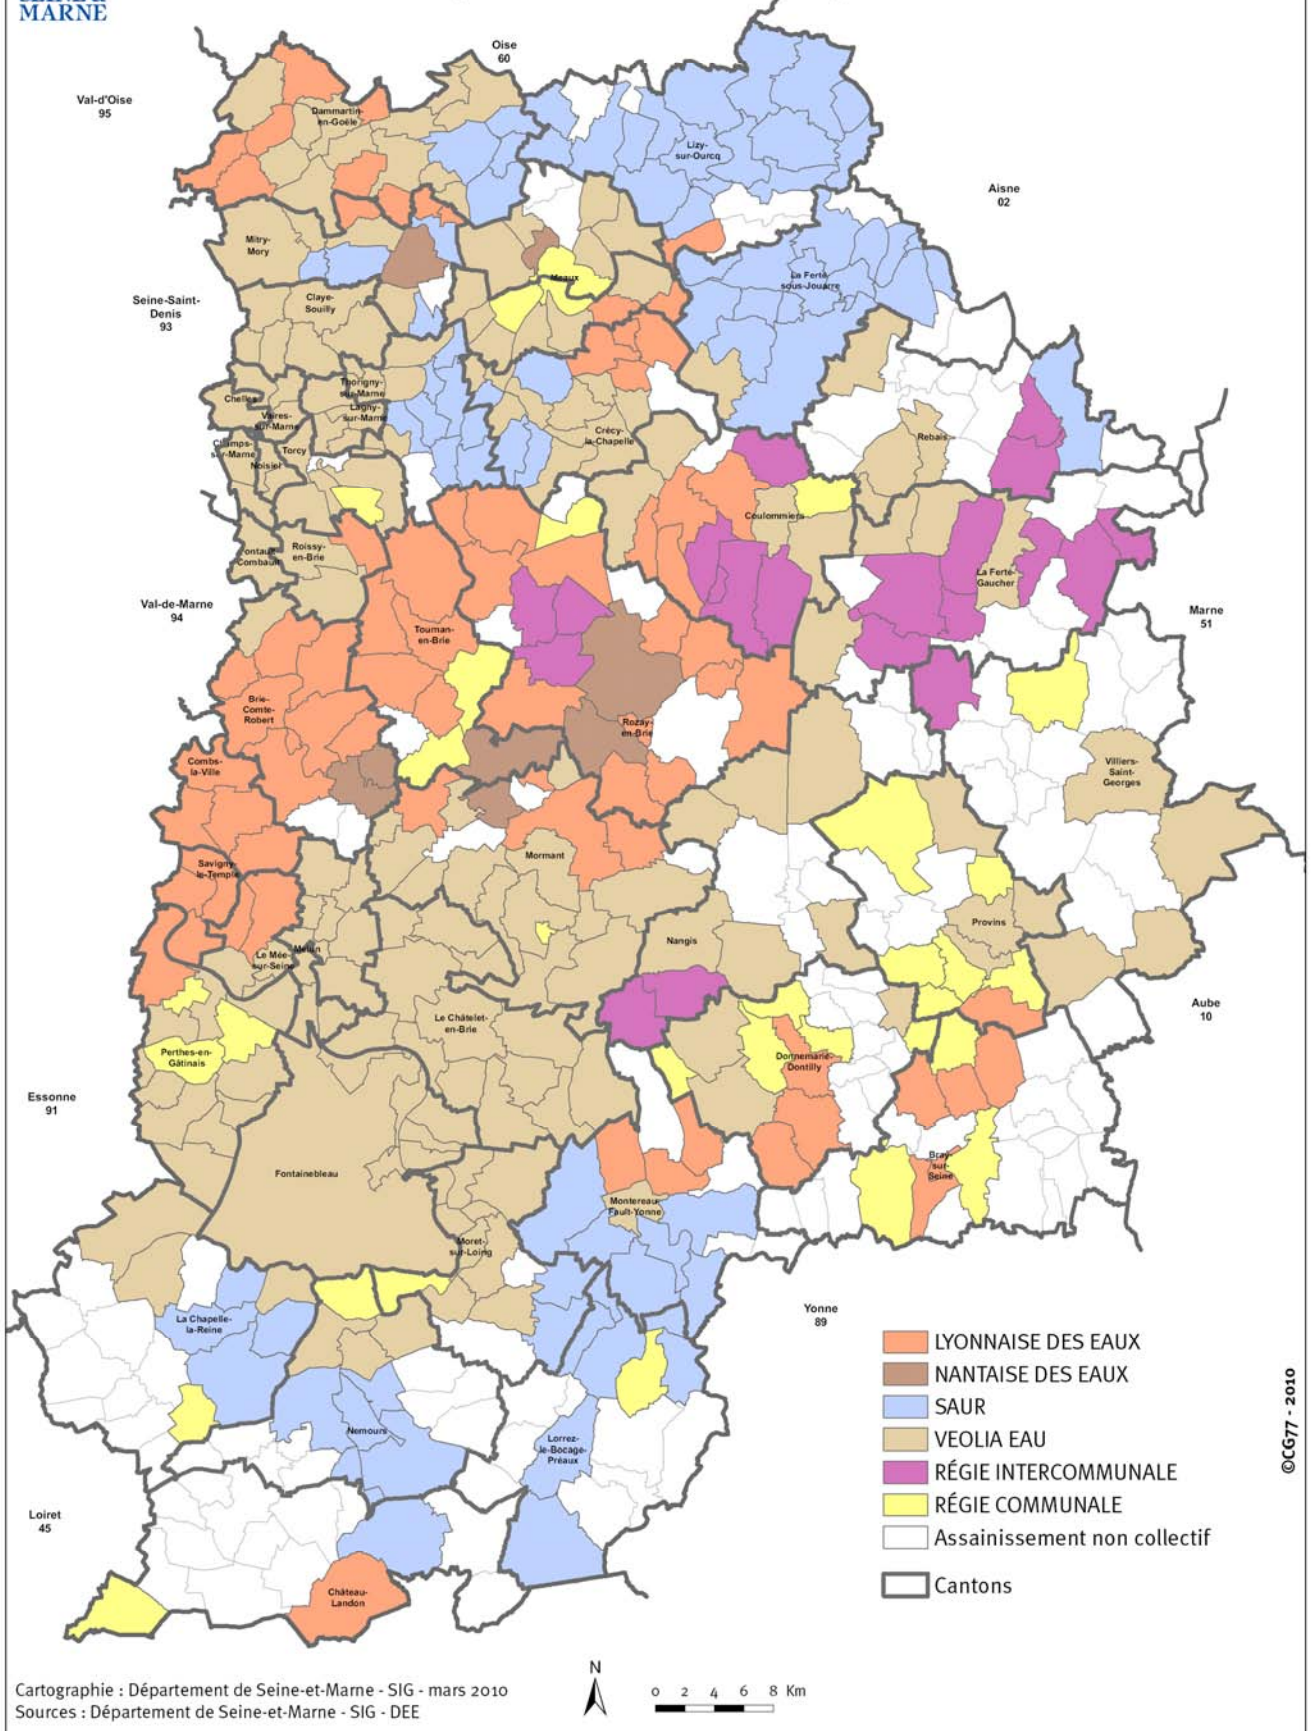 MARNE
Oise
60
Val-d'Oise
95
Dammartin-
en-Goële
Lizy-
sur-Ourcq
Aisne
02
Mitry-
Mory
Meaux
La Ferté-
sous-Jouarre
Claye-
Souilly
Seine-Saint-
Denis
93
Thorigny-
sur-Marne
Chelles
Lagny-
sur-Marne
Vaires-
sur-Marne
Crécy-
la-Chapelle
Rebais
Champs-
sur-Marne
Torcy
Noisiel
Coulommiers
Roissy-
en-Brie
Pontault-
Combault
La Ferté-
Gaucher
Val-de-Marne
94
Marne
51
Tournan-
en-Brie
Brie-
Comte-
Robert
Rozay-
en-Brie
Combs-
la-Ville
Villiers-
Saint-
Georges
Mormant
Savigny-
le-Temple
Provins
Nangis
Melun
Le Mée-
sur-Seine
Aube
10
Le Châtelet-
en-Brie
Perthes-en-
Gâtinais
Donnemarie-
Dontilly
Essonne
91
Bray-
sur-
Seine
Fontainebleau
Montereau-
Fault-Yonne
Moret-
sur-Loing
La Chapelle-
la-Reine
Yonne
89
Nemours
Lorrez-
le-Bocage-
Préaux
Loiret
45
Château-
Landon
LYONNAISE DES EAUX
NANTAISE DES EAUX
SAUR
VEOLIA EAU
RÉGIE INTERCOMMUNALE
RÉGIE COMMUNALE
Assainissement non collectif
Cantons
©CG77 - 2010
N
0 2 4 6 8 Km
Cartographie : Département de Seine-et-Marne - SIG - mars 2010
Sources : Département de Seine-et-Marne - SIG - DEE